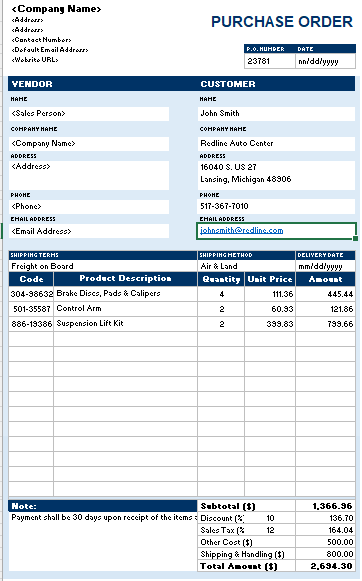 <Company Name>
<Address>
<Address>
<Contact Number>
<Default Email Address>
<Website URL>
PURCHASE ORDER
P.O. NUMBER DATE
23781 nn/dd/yyyy
VENDOR CUSTOMER
NAME NAME
<Sales Person> John Smith
COMPANY NAME COMPANY NAME
<Company Name> Redline Auto Center
ADDRESS ADDRESS
<Address> 16040 S. US 27
Lansing, Michigan 48906
PHONE PHONE
<Phone> 517-367-7010
EMAIL ADDRESS EMAIL ADDRESS
<Email Address> johnsmith@redline.com
SHIPPING TERMS SHIPPING METHOD DELIVERY DATE
Freight on Board Air & Land mm/dd/yyyy
Code Product Description Quantity Unit Price Amount
304-98632 Brake Discs, Pads & Calipers 4 111.36 445.44
501-35587 Control Arm 2 60.93 121.86
886-19386 Suspension Lift Kit 2 399.83 799.66
Note: Subtotal ($) 1,366.96
Payment shall be 30 days upon receipt of the items Discount (% 10 136.70
Sales Tax (% 12 164.04
Other Cost ($) 500.00
Shipping & Handling ($) 800.00
Total Amount ($) 2,694.30